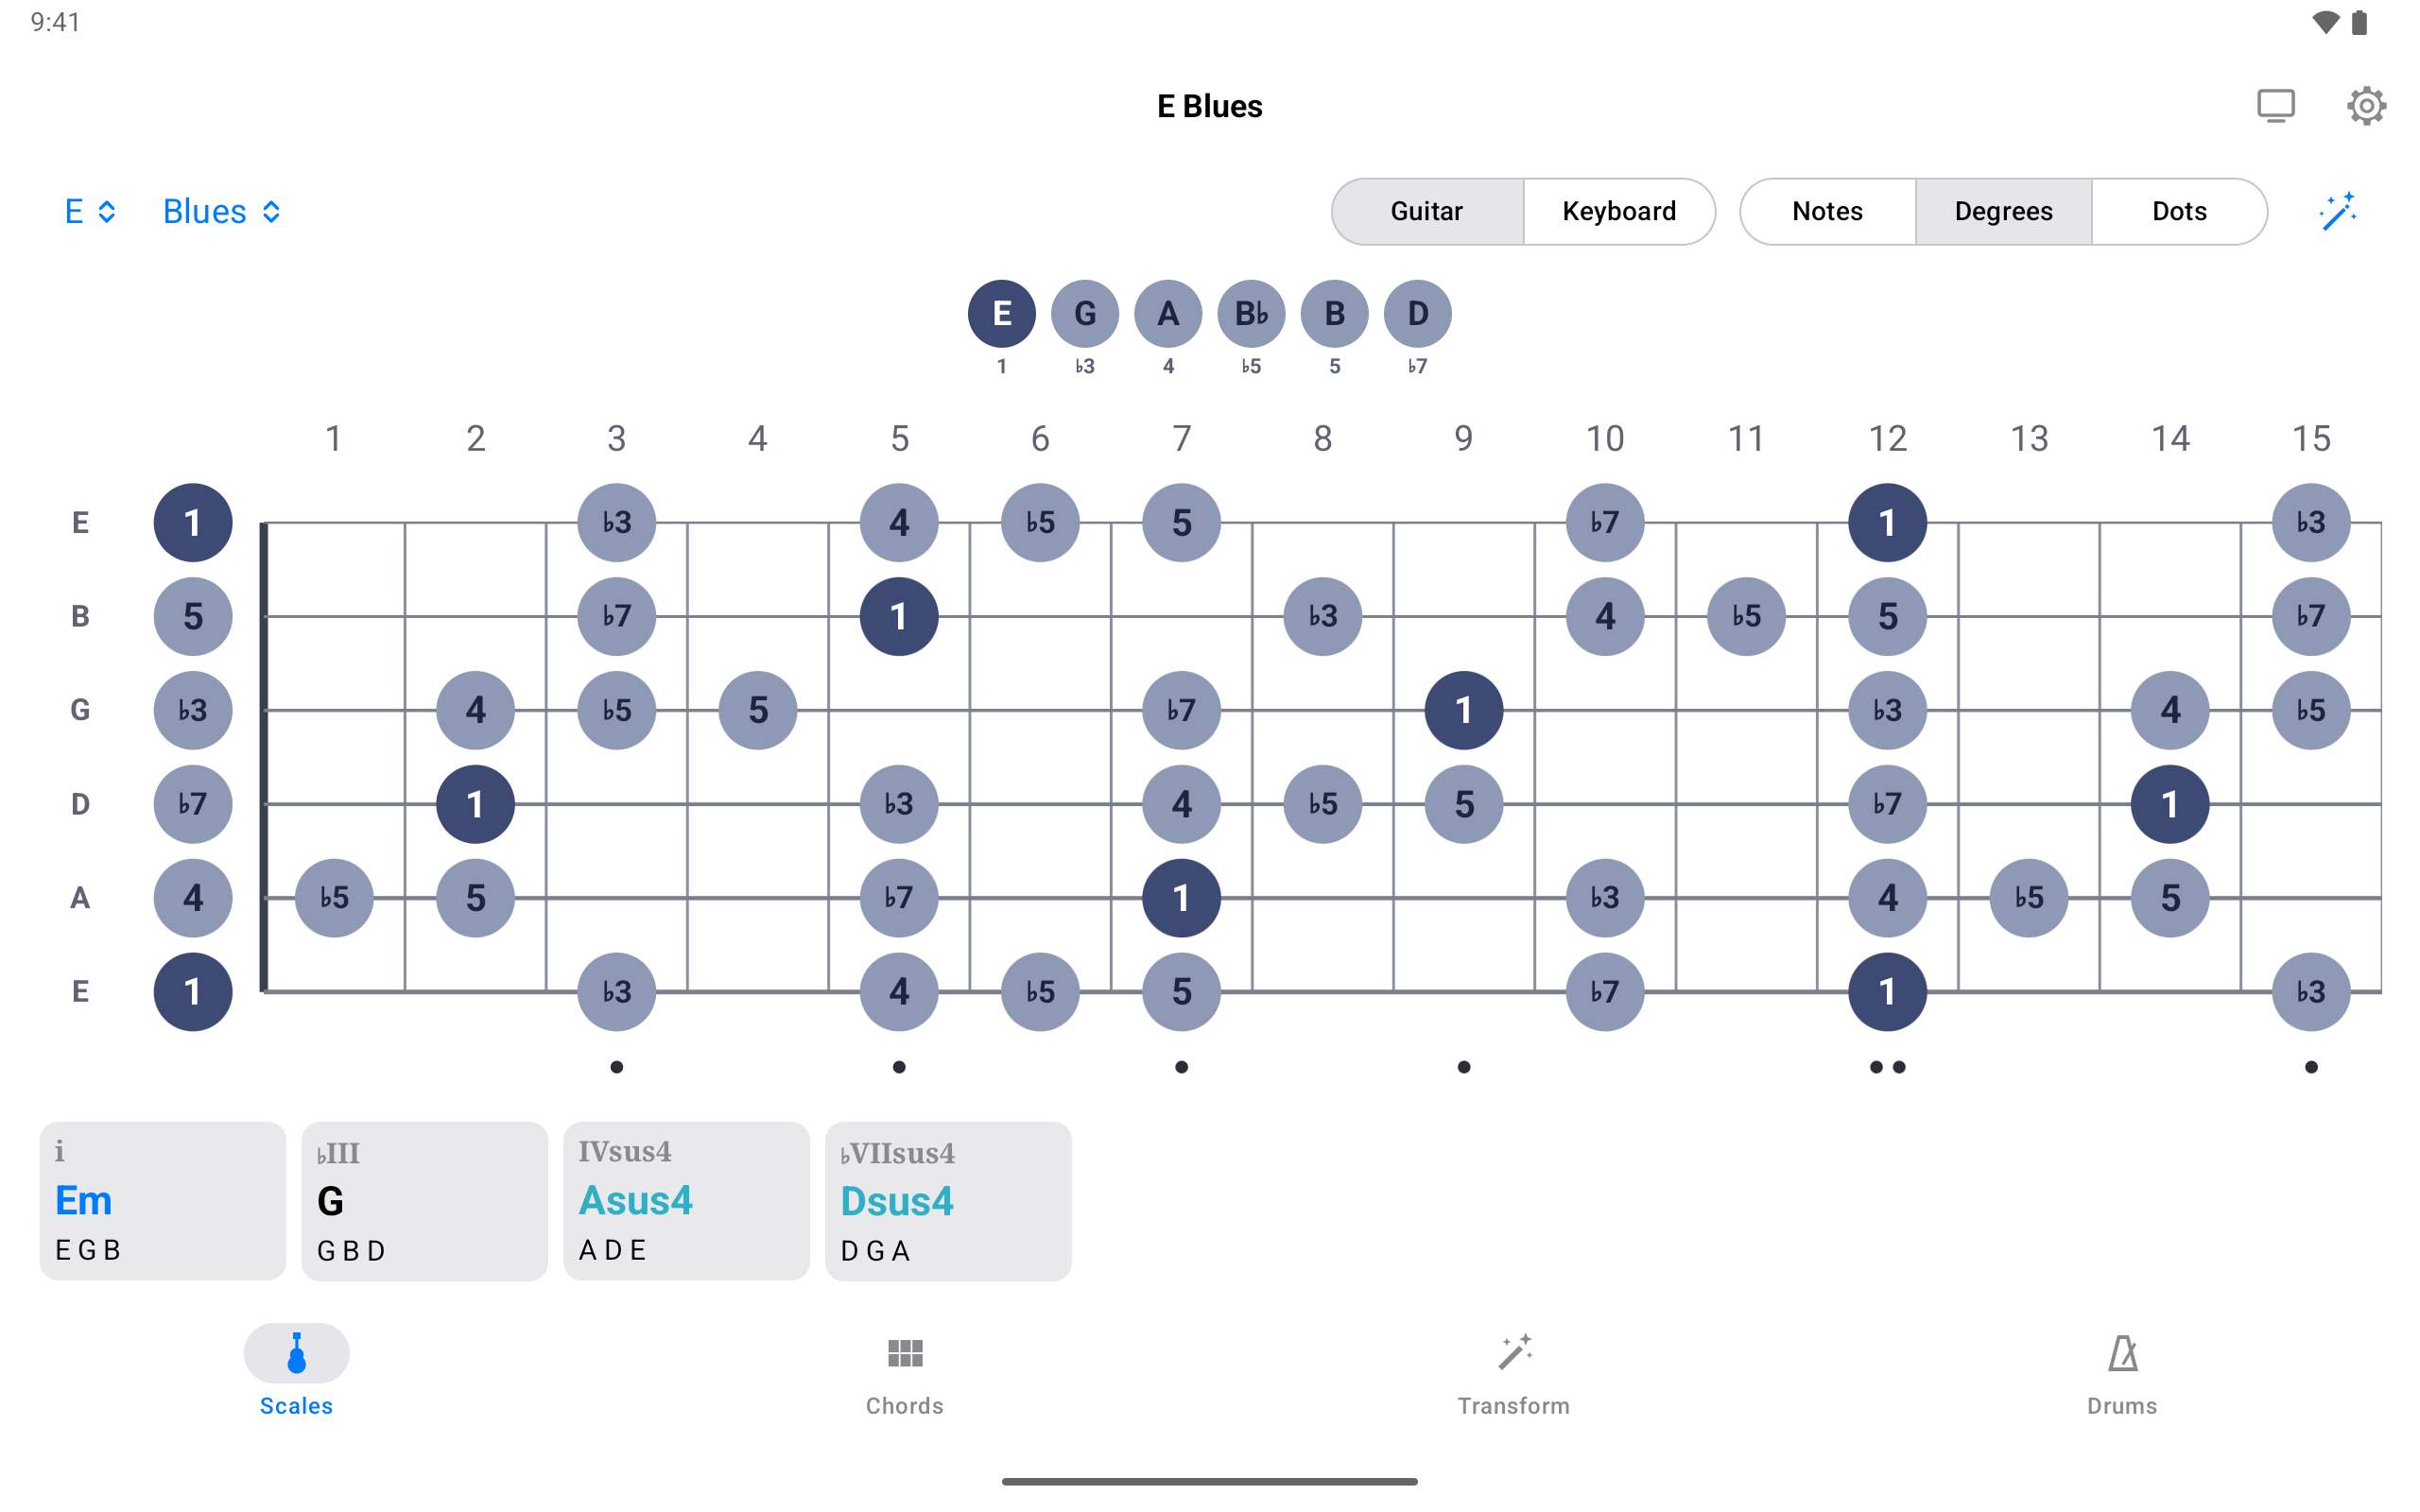 9:41
E Blues
E Blues Guitar Keyboard Notes Degrees Dots
E G A B♭ B D
1 ♭3 4 ♭5 5 ♭7
1 2 3 4 5 6 7 8 9 10 11 12 13 14 15
E 1 ♭3 4 ♭5 5 ♭7 1 ♭3
B 5 ♭7 1 ♭3 4 ♭5 5 ♭7
G ♭3 4 ♭5 5 ♭7 1 ♭3 4 ♭5
D ♭7 1 ♭3 4 ♭5 5 ♭7 1
A 4 ♭5 5 ♭7 1 ♭3 4 ♭5 5
E 1 ♭3 4 ♭5 5 ♭7 1 ♭3
i
Em
E G B
♭III
G
G B D
IVsus4
Asus4
A D E
♭VIIsus4
Dsus4
D G A
Scales Chords Transform Drums